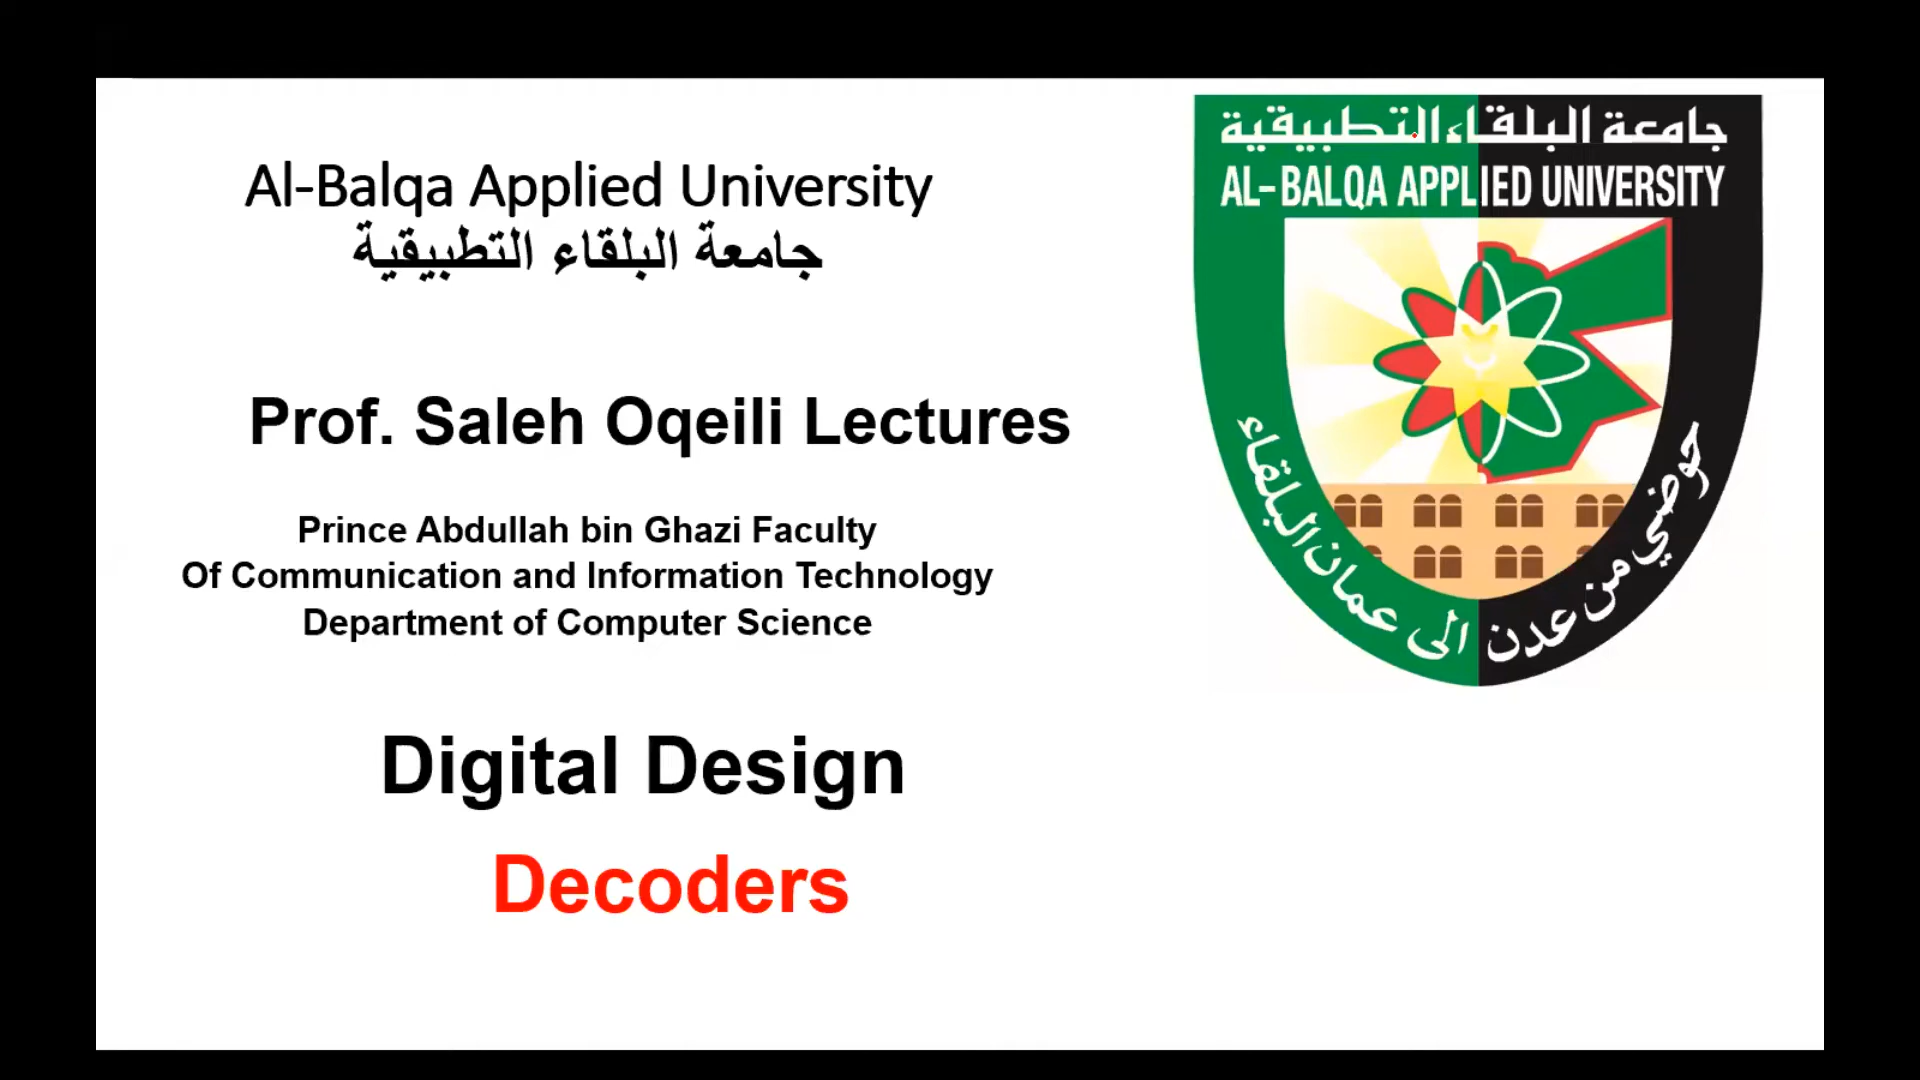 Al-Balqa Applied University
جامعة البلقاء التطبيقية
Prof. Saleh Oqeili Lectures
Prince Abdullah bin Ghazi Faculty
Of Communication and Information Technology
Department of Computer Science
Digital Design
Decoders
جامعة البلقاء التطبيقية
AL-BALQA APPLIED UNIVERSITY
حوضي من عدن الى عمان البلقاء